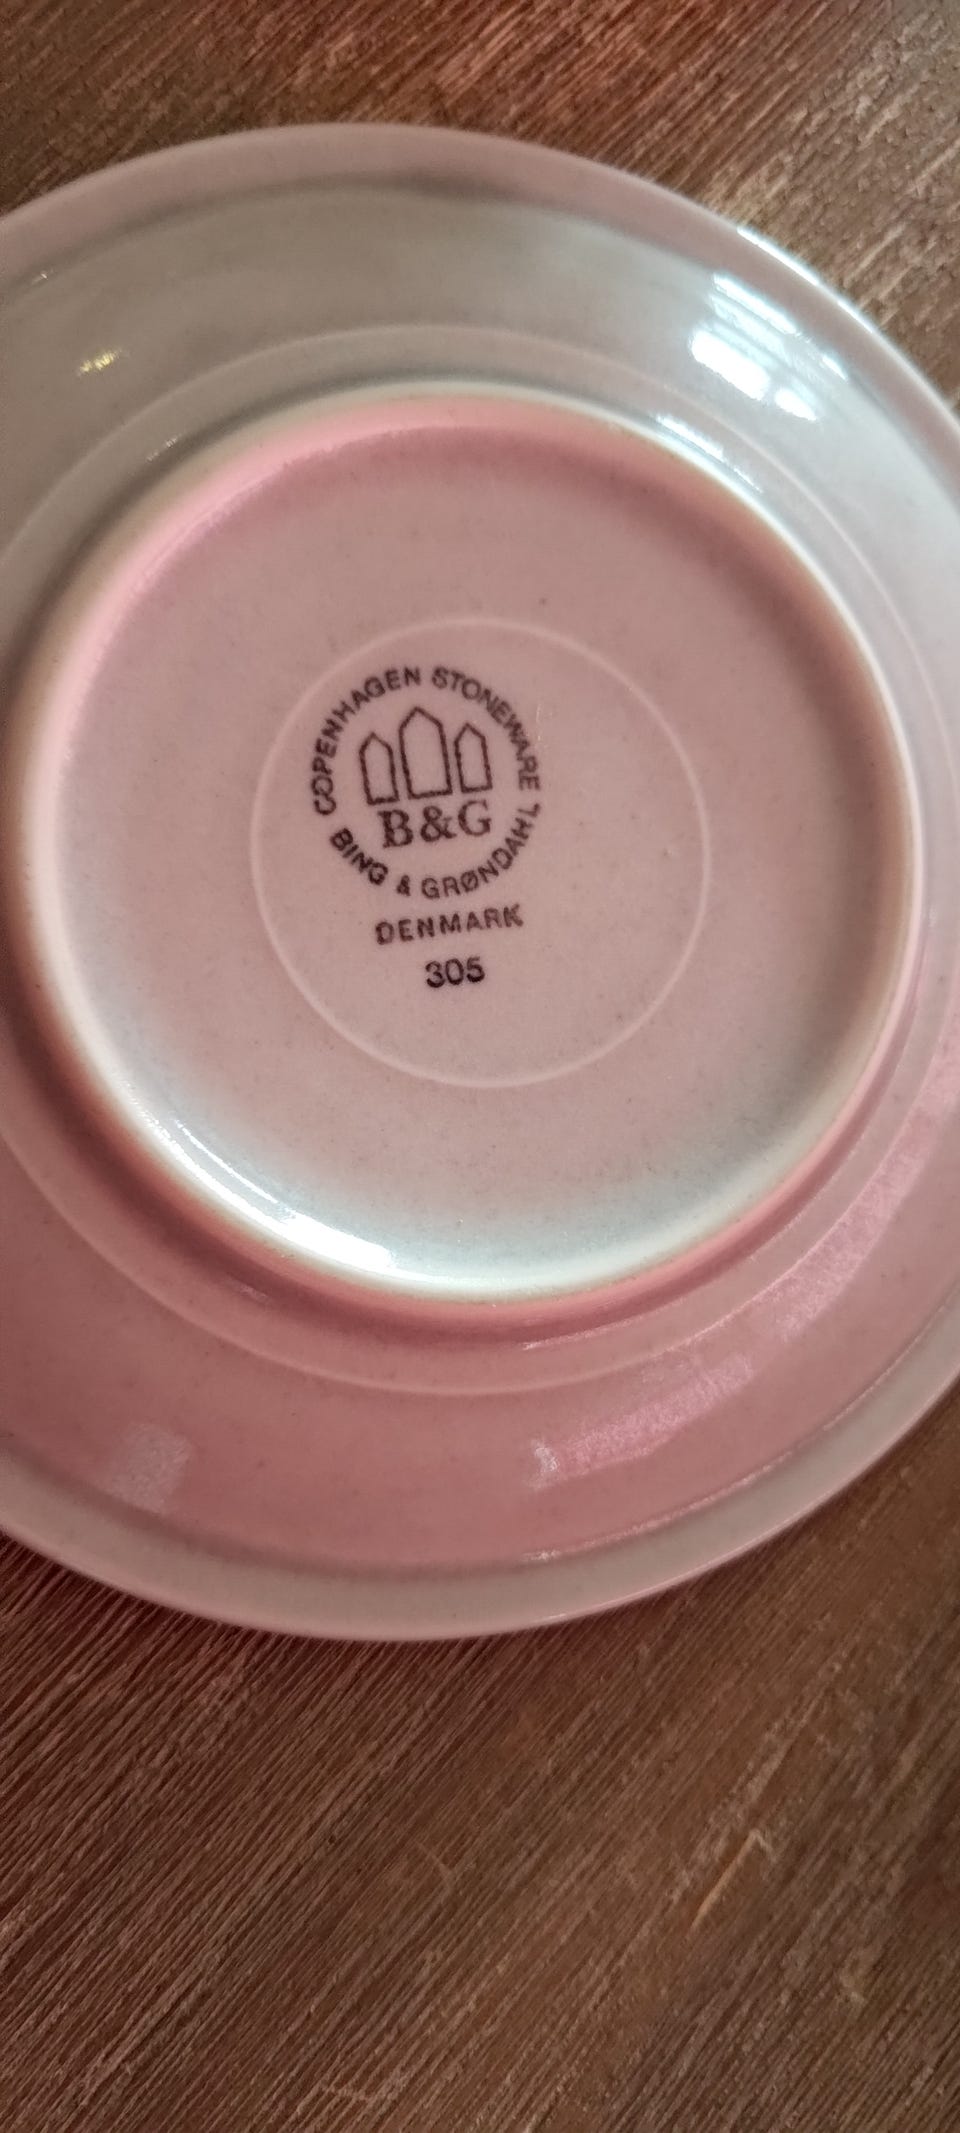 COPENHAGEN STONEWARE
B&G
BING & GRØNDAHL
DENMARK
305